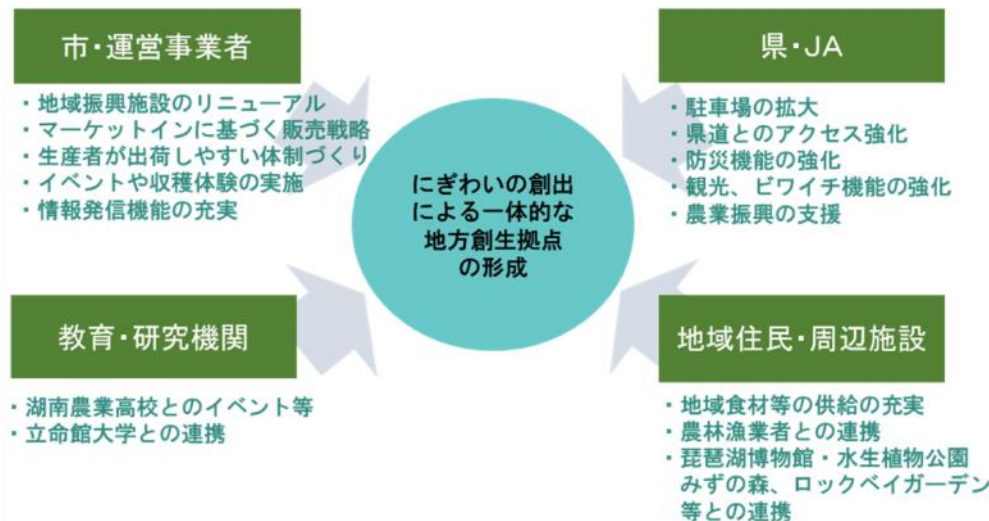 市・運営事業者
・地域振興施設のリニューアル
・マーケットインに基づく販売戦略
・生産者が出荷しやすい体制づくり
・イベントや収穫体験の実施
・情報発信機能の充実
県・JA
・駐車場の拡大
・県道とのアクセス強化
・防災機能の強化
・観光、ビワイチ機能の強化
・農業振興の支援
にぎわいの創出
による一体的な
地方創生拠点
の形成
教育・研究機関
・湖南農業高校とのイベント等
・立命館大学との連携
地域住民・周辺施設
・地域食材等の供給の充実
・農林漁業者との連携
・琵琶湖博物館・水生植物公園
みずの森、ロックベイガーデン
等との連携